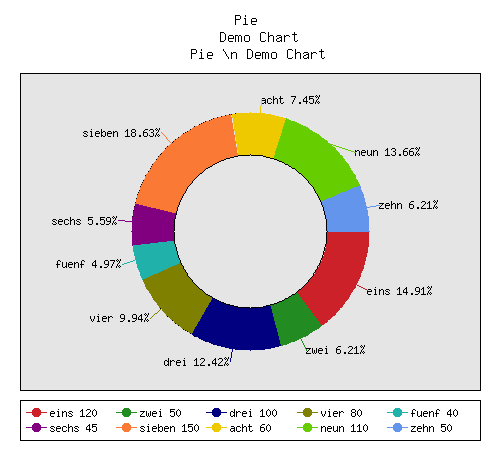 Pie
Demo Chart
Pie \n Demo Chart
acht 7.45%
sieben 18.63%
neun 13.66%
zehn 6.21%
sechs 5.59%
fuenf 4.97%
eins 14.91%
vier 9.94%
zwei 6.21%
drei 12.42%
eins 120 zwei 50 drei 100 vier 80 fuenf 40
sechs 45 sieben 150 acht 60 neun 110 zehn 50